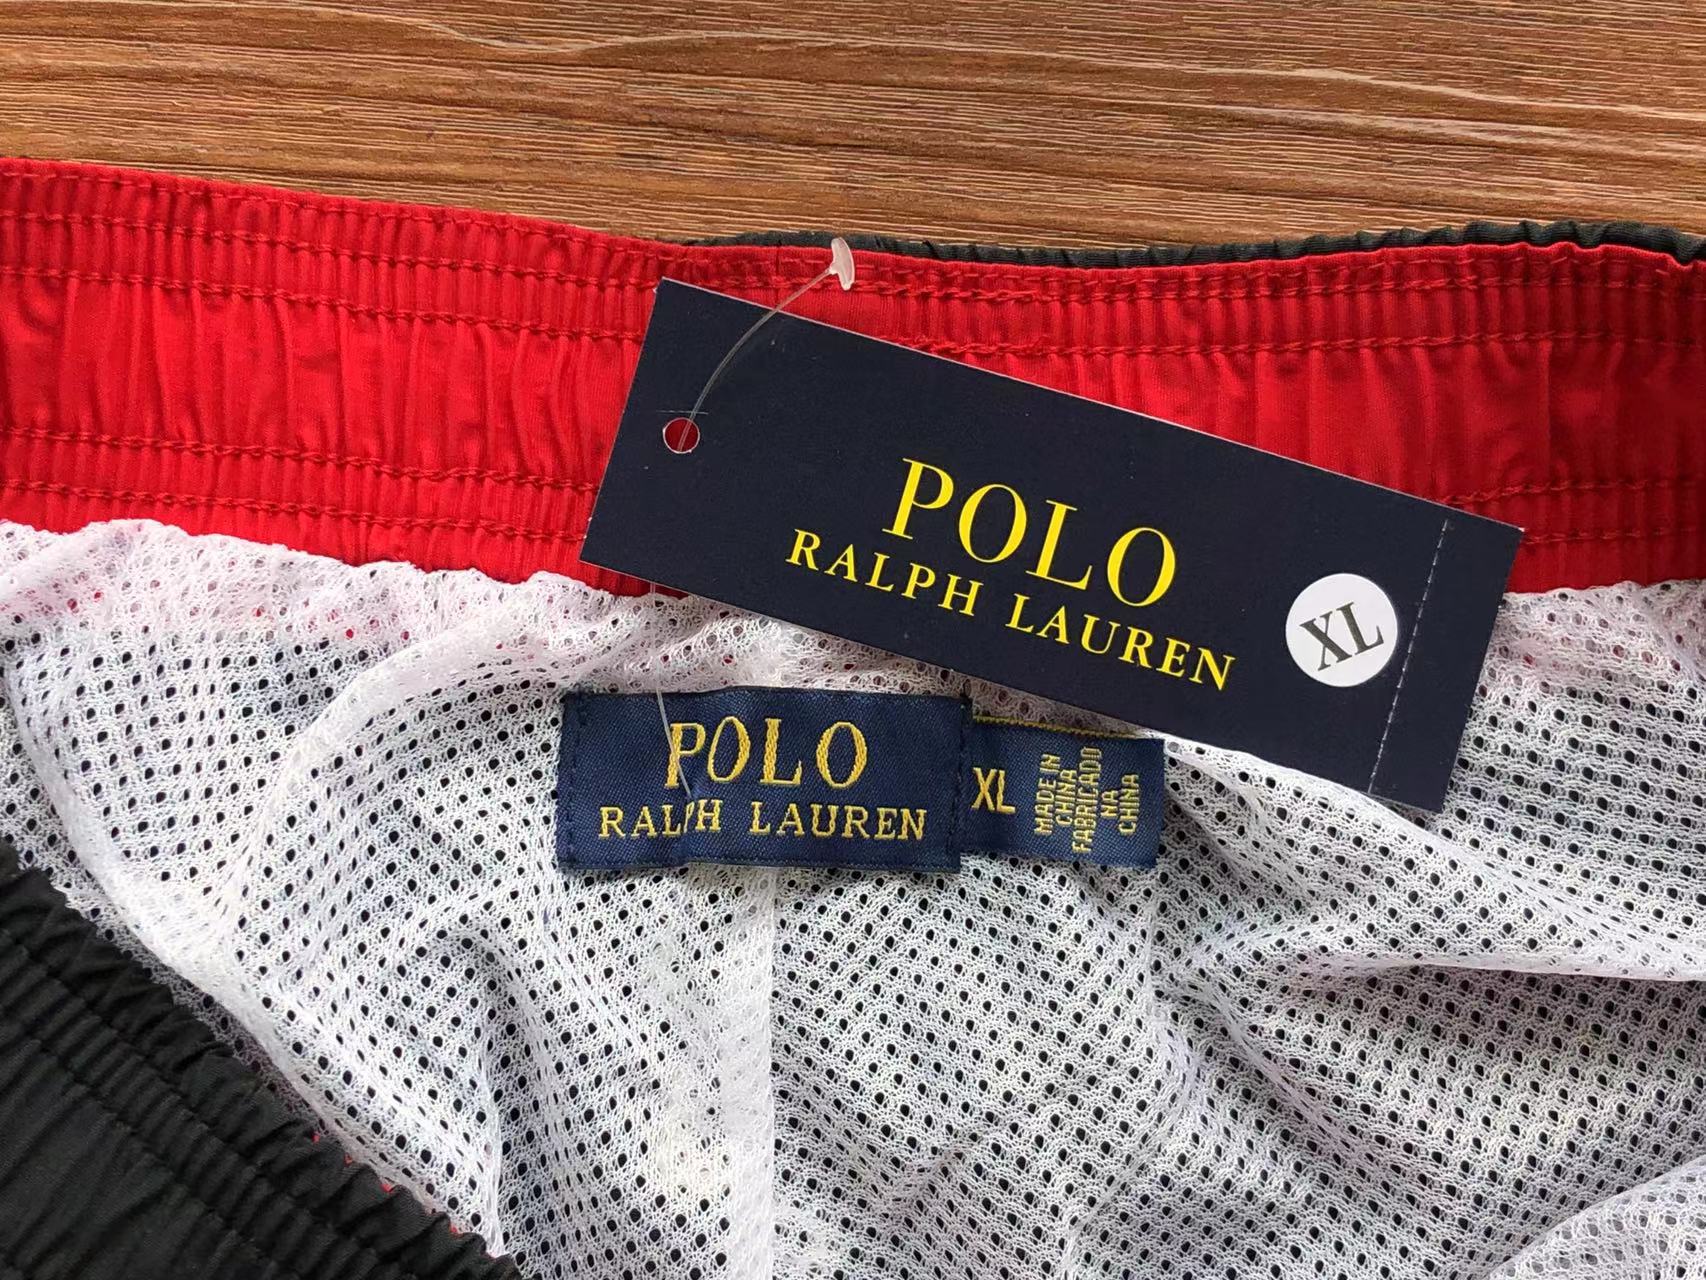 POLO
RALPH LAUREN
XL
POLO
RALPH LAUREN
XL
MADE IN
CHINA
FABRICADO
NA
CHINA